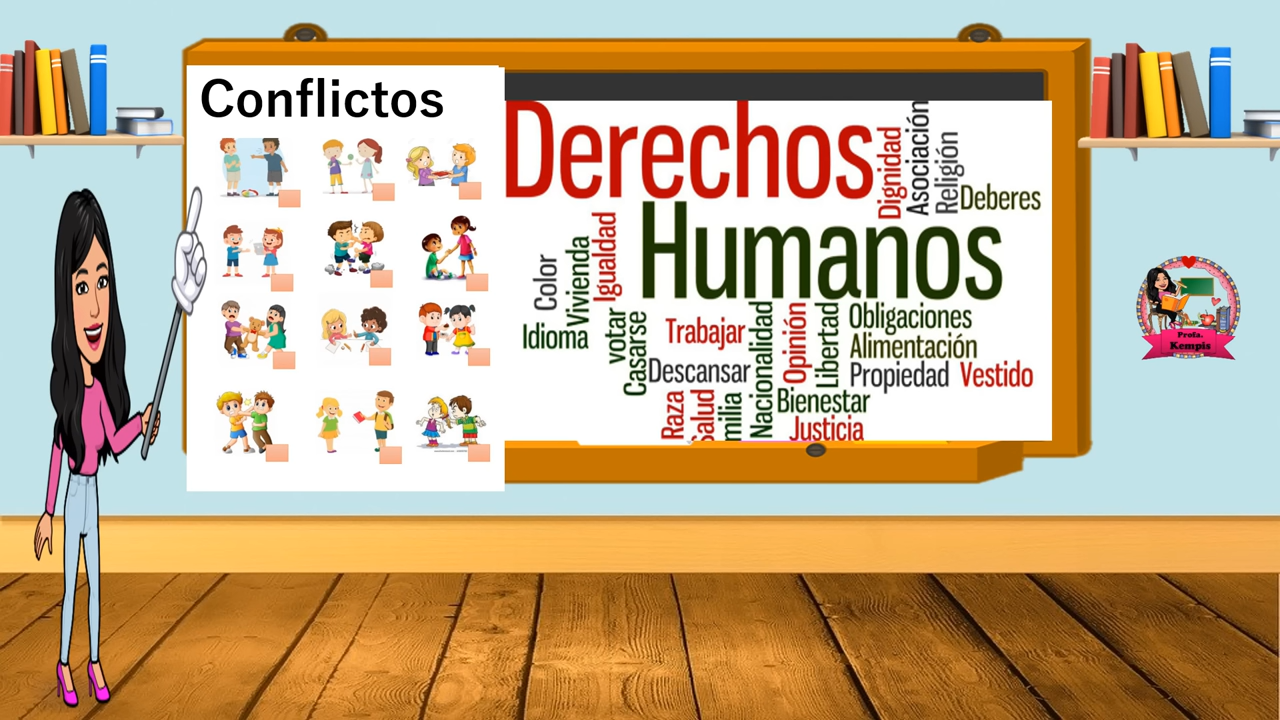 Conflictos
Derechos
Humanos
Dignidad
Asociación
Religión
Deberes
Color
Vivienda
Igualdad
Idioma
votar
Casarse
Trabajar
Descansar
Nacionalidad
Opinión
Libertad
Obligaciones
Alimentación
Propiedad
Vestido
Raza
Salud
milia
Bienestar
Justicia
Profa.
Kempis